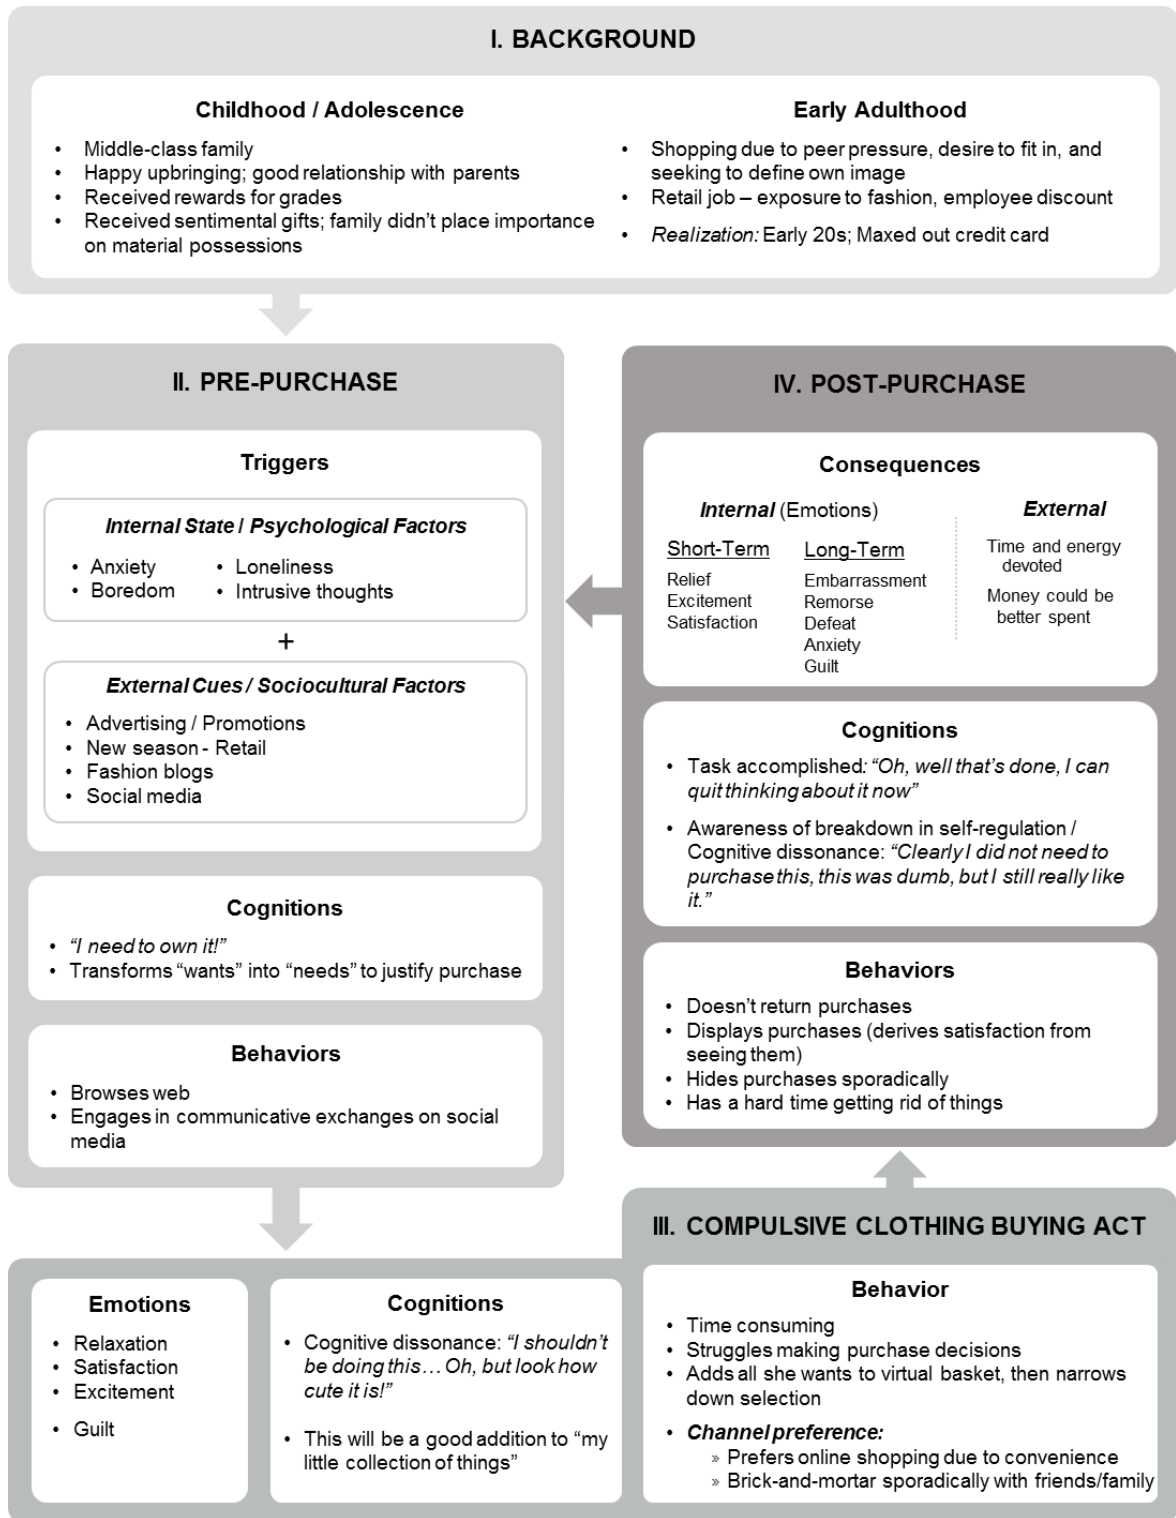 I. BACKGROUND
Childhood / Adolescence
• Middle-class family
• Happy upbringing; good relationship with parents
• Received rewards for grades
• Received sentimental gifts; family didn’t place importance
on material possessions
Early Adulthood
• Shopping due to peer pressure, desire to fit in, and
seeking to define own image
• Retail job – exposure to fashion, employee discount
• Realization: Early 20s; Maxed out credit card
II. PRE-PURCHASE
Triggers
Internal State / Psychological Factors
• Anxiety
• Boredom
• Loneliness
• Intrusive thoughts
+
External Cues / Sociocultural Factors
• Advertising / Promotions
• New season - Retail
• Fashion blogs
• Social media
Cognitions
• “I need to own it!”
• Transforms “wants” into “needs” to justify purchase
Behaviors
• Browses web
• Engages in communicative exchanges on social
media
III. COMPULSIVE CLOTHING BUYING ACT
Emotions
• Relaxation
• Satisfaction
• Excitement
• Guilt
Cognitions
• Cognitive dissonance: “I shouldn’t
be doing this… Oh, but look how
cute it is!”
• This will be a good addition to “my
little collection of things”
Behavior
• Time consuming
• Struggles making purchase decisions
• Adds all she wants to virtual basket, then narrows
down selection
• Channel preference:
» Prefers online shopping due to convenience
» Brick-and-mortar sporadically with friends/family
IV. POST-PURCHASE
Consequences
Internal (Emotions)
Short-Term
Relief
Excitement
Satisfaction
Long-Term
Embarrassment
Remorse
Defeat
Anxiety
Guilt
External
Time and energy
devoted
Money could be
better spent
Cognitions
• Task accomplished: “Oh, well that’s done, I can
quit thinking about it now”
• Awareness of breakdown in self-regulation /
Cognitive dissonance: “Clearly I did not need to
purchase this, this was dumb, but I still really like
it.”
Behaviors
• Doesn’t return purchases
• Displays purchases (derives satisfaction from
seeing them)
• Hides purchases sporadically
• Has a hard time getting rid of things